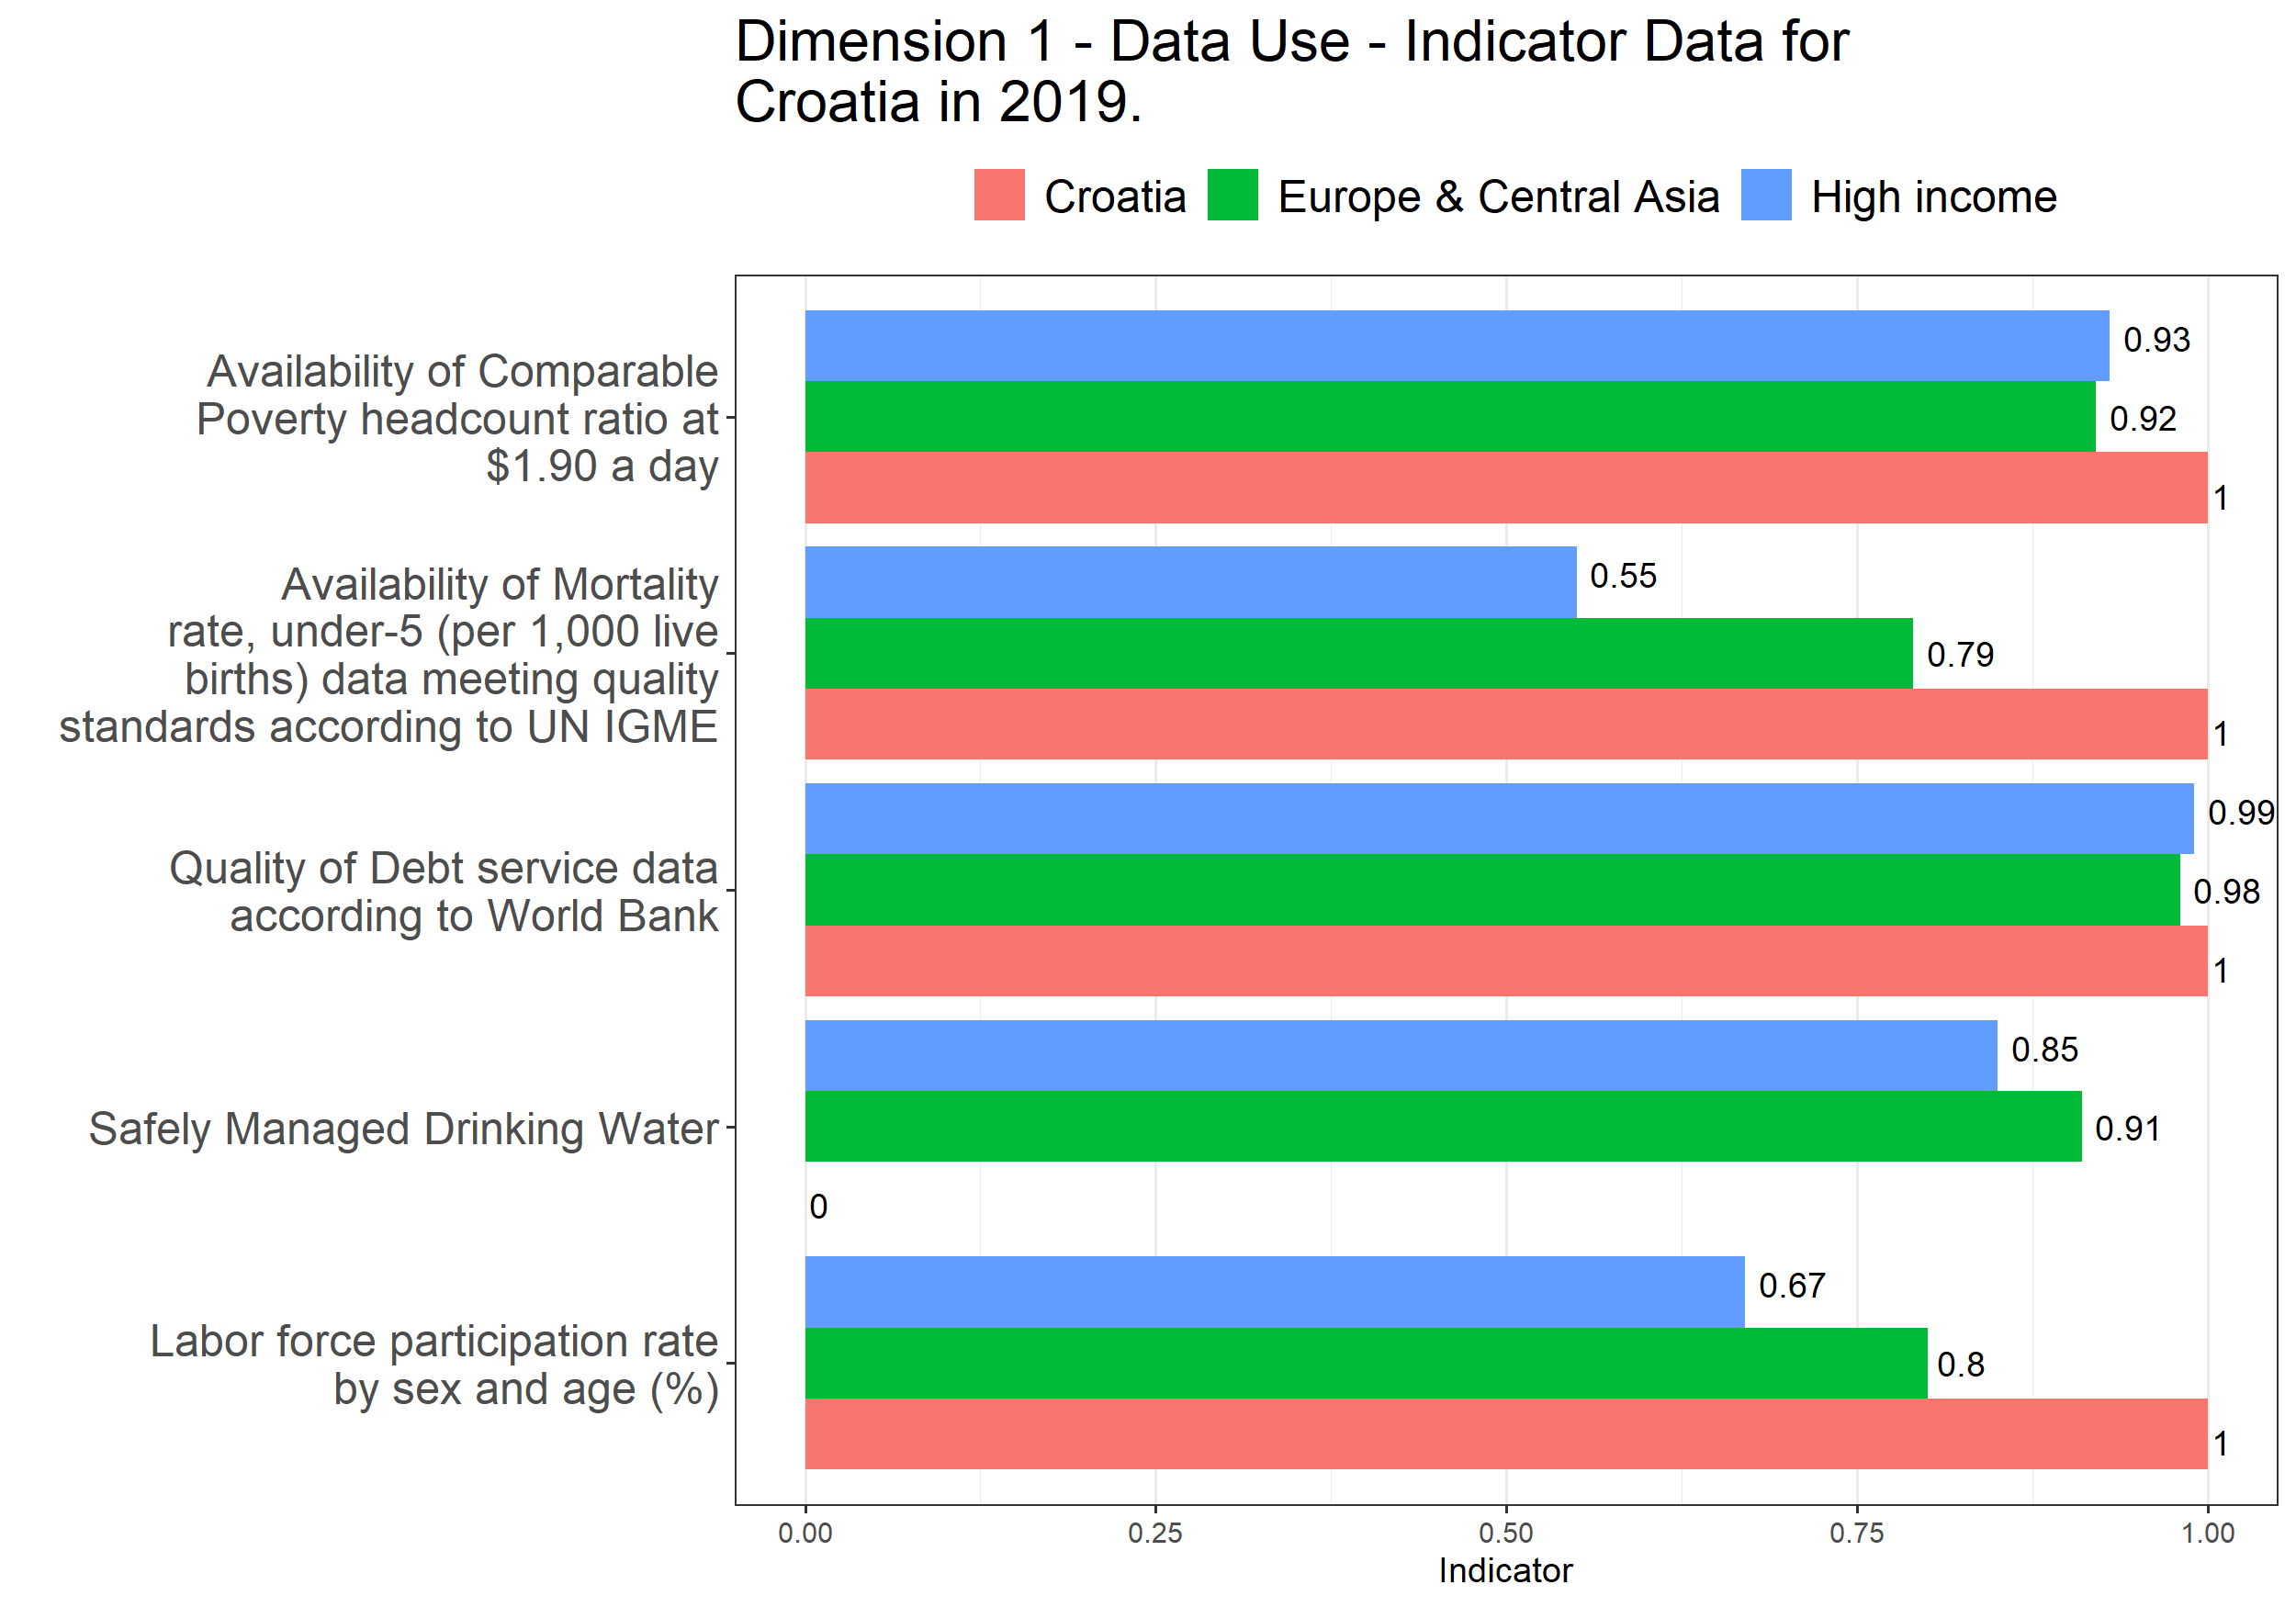 Dimension 1 - Data Use - Indicator Data for
Croatia in 2019.
Croatia
Europe & Central Asia
High income
Availability of Comparable
Poverty headcount ratio at
$1.90 a day
0.93
0.92
1
Availability of Mortality
rate, under-5 (per 1,000 live
births) data meeting quality
standards according to UN IGME
0.55
0.79
1
Quality of Debt service data
according to World Bank
0.99
0.98
1
Safely Managed Drinking Water
0.85
0.91
0
Labor force participation rate
by sex and age (%)
0.67
0.8
1
0.00
0.25
0.50
0.75
1.00
Indicator